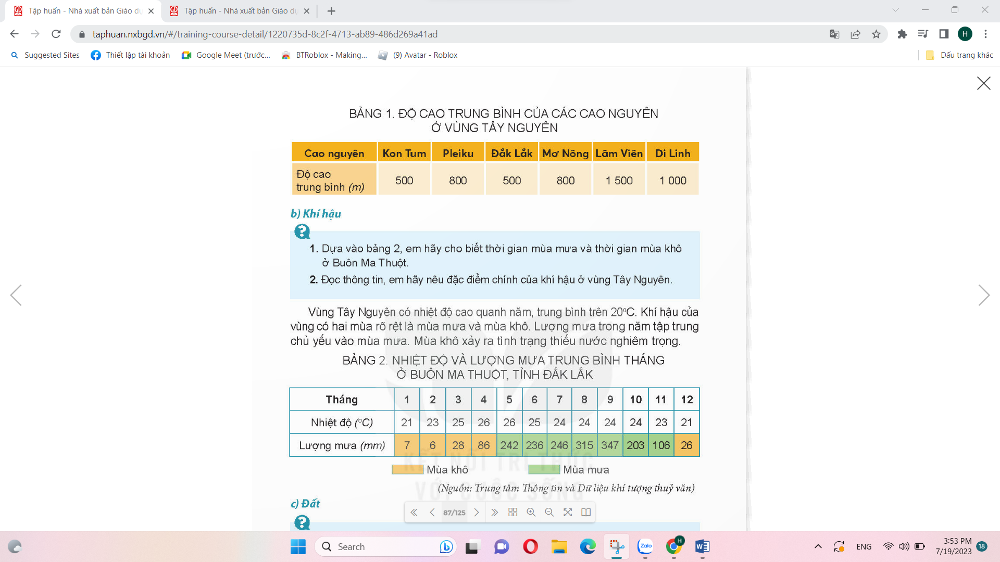 Tập huấn - Nhà xuất bản Giáo dụ
Tập huấn - Nhà xuất bản Giáo dụ
taphuan.nxbgd.vn/#/training-course-detail/1220735d-8c2f-4713-ab89-486d269a41ad
H
Suggested Sites
Thiết lập tài khoản
Google Meet (trước...
BTRoblox - Making...
(9) Avatar - Roblox
Dấu trang khác
BẢNG 1. ĐỘ CAO TRUNG BÌNH CỦA CÁC CAO NGUYÊN
Ở VÙNG TÂY NGUYÊN
Cao nguyên Kon Tum Pleiku Đắk Lắk Mơ Nông Lâm Viên Di Linh
Độ cao
trung bình (m) 500 800 500 800 1 500 1 000
b) Khí hậu
?
1. Dựa vào bảng 2, em hãy cho biết thời gian mùa mưa và thời gian mùa khô
ở Buôn Ma Thuột.
2. Đọc thông tin, em hãy nêu đặc điểm chính của khí hậu ở vùng Tây Nguyên.
Vùng Tây Nguyên có nhiệt độ cao quanh năm, trung bình trên 20°C. Khí hậu của
vùng có hai mùa rõ rệt là mùa mưa và mùa khô. Lượng mưa trong năm tập trung
chủ yếu vào mùa mưa. Mùa khô xảy ra tình trạng thiếu nước nghiêm trọng.
BẢNG 2. NHIỆT ĐỘ VÀ LƯỢNG MƯA TRUNG BÌNH THÁNG
Ở BUÔN MA THUỘT, TỈNH ĐẮK LẮK
Tháng 1 2 3 4 5 6 7 8 9 10 11 12
Nhiệt độ (°C) 21 23 25 26 26 25 24 24 24 24 23 21
Lượng mưa (mm) 7 6 28 86 242 236 246 315 347 203 106 26
KẾT NỐI TRI THỨC
Mùa khô Mùa mưa
VỚI CUỘC SỐNG
(Nguồn: Trung tâm Thông tin và Dữ liệu khí tượng thuỷ văn)
c) Đất
87/125
?
Search
Zalo
H
ENG
3:53 PM
7/19/2023
18